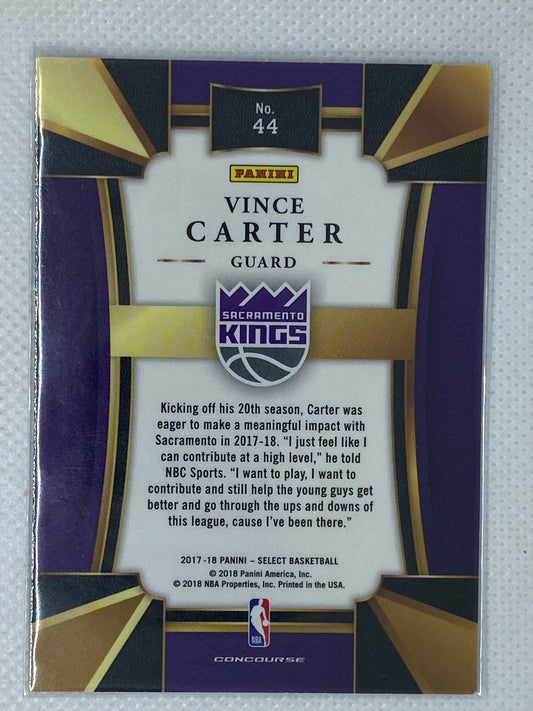 No.
44
PANINI
VINCE
CARTER
GUARD
SACRAMENTO
KINGS
Kicking off his 20th season, Carter was
eager to make a meaningful impact with
Sacramento in 2017-18. “I just feel like I
can contribute at a high level,” he told
NBC Sports. “I want to play, I want to
contribute and still help the young guys get
better and go through the ups and downs of
this league, cause I’ve been there.”
2017-18 PANINI – SELECT BASKETBALL
© 2018 Panini America, Inc.
© 2018 NBA Properties, Inc. Printed in the USA.
NBA
CONCOURSE